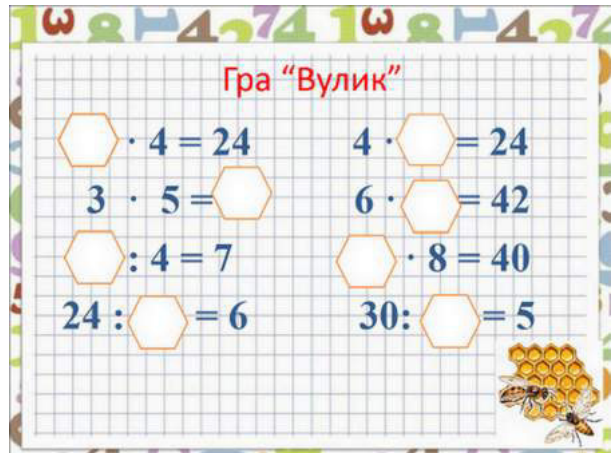 Гра “Вулик”
· 4 = 24
3 · 5 =
: 4 = 7
24 : = 6
4 · = 24
6 · = 42
· 8 = 40
30: = 5